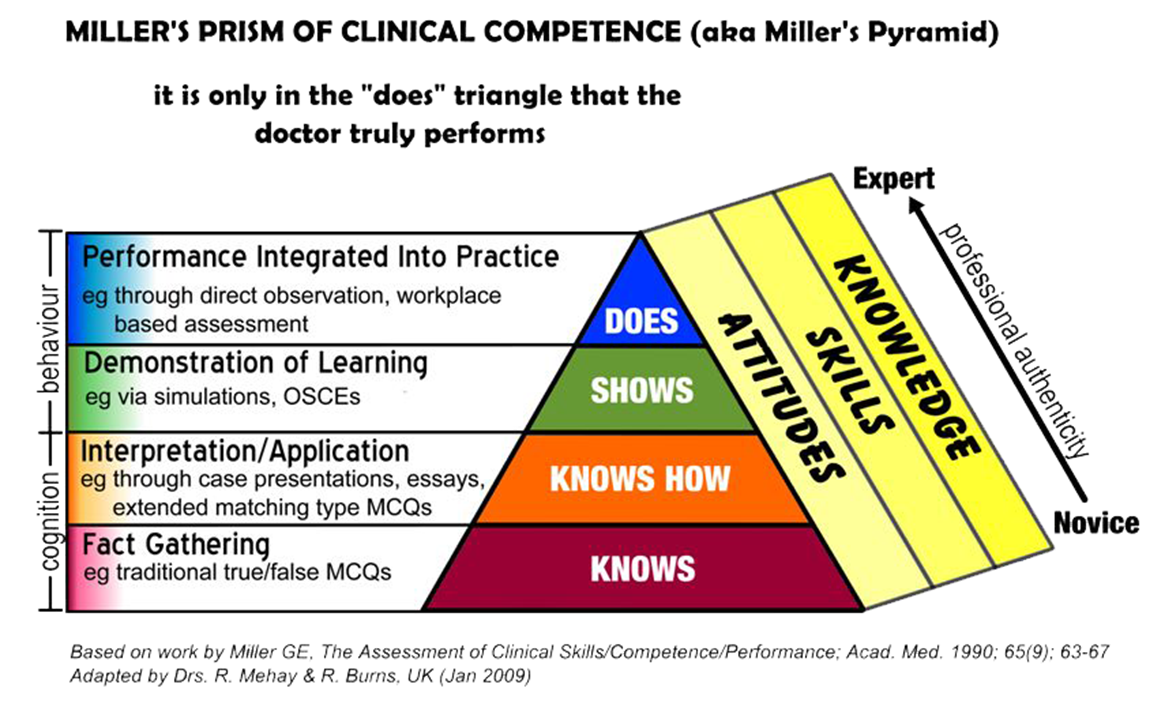 MILLER'S PRISM OF CLINICAL COMPETENCE (aka Miller's Pyramid)
it is only in the "does" triangle that the
doctor truly performs
Expert
professional authenticity
Novice
behaviour
cognition
Performance Integrated Into Practice
eg through direct observation, workplace
based assessment
DOES
Demonstration of Learning
eg via simulations, OSCEs
SHOWS
Interpretation/Application
eg through case presentations, essays,
extended matching type MCQs
KNOWS HOW
Fact Gathering
eg traditional true/false MCQs
KNOWS
ATTITUDES
SKILLS
KNOWLEDGE
Based on work by Miller GE, The Assessment of Clinical Skills/Competence/Performance; Acad. Med. 1990; 65(9); 63-67
Adapted by Drs. R. Mehay & R. Burns, UK (Jan 2009)